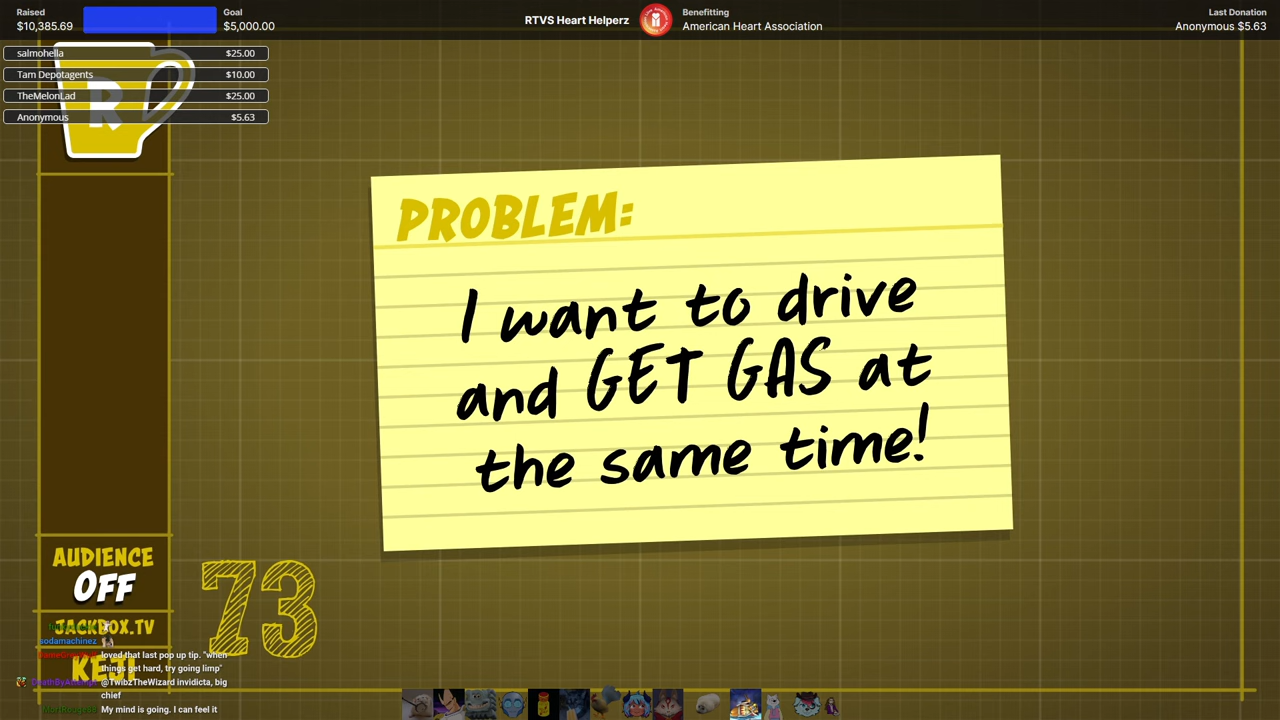 Raised
$10,385.69
Goal
$5,000.00
RTVS Heart Helperz
Benefitting
American Heart Association
Last Donation
Anonymous $5.63
salmohella $25.00
Tam Depotagents $10.00
TheMelonLad $25.00
Anonymous $5.63
R
PROBLEM:
I want to drive
and GET GAS at
the same time!
AUDIENCE
OFF
73
JACKBOX.TV
sodamachinez
KEJI
loved that last pop up tip. "when
things get hard, try going limp"
@TwibzTheWizard invidicta, big
chief
My mind is going. I can feel it